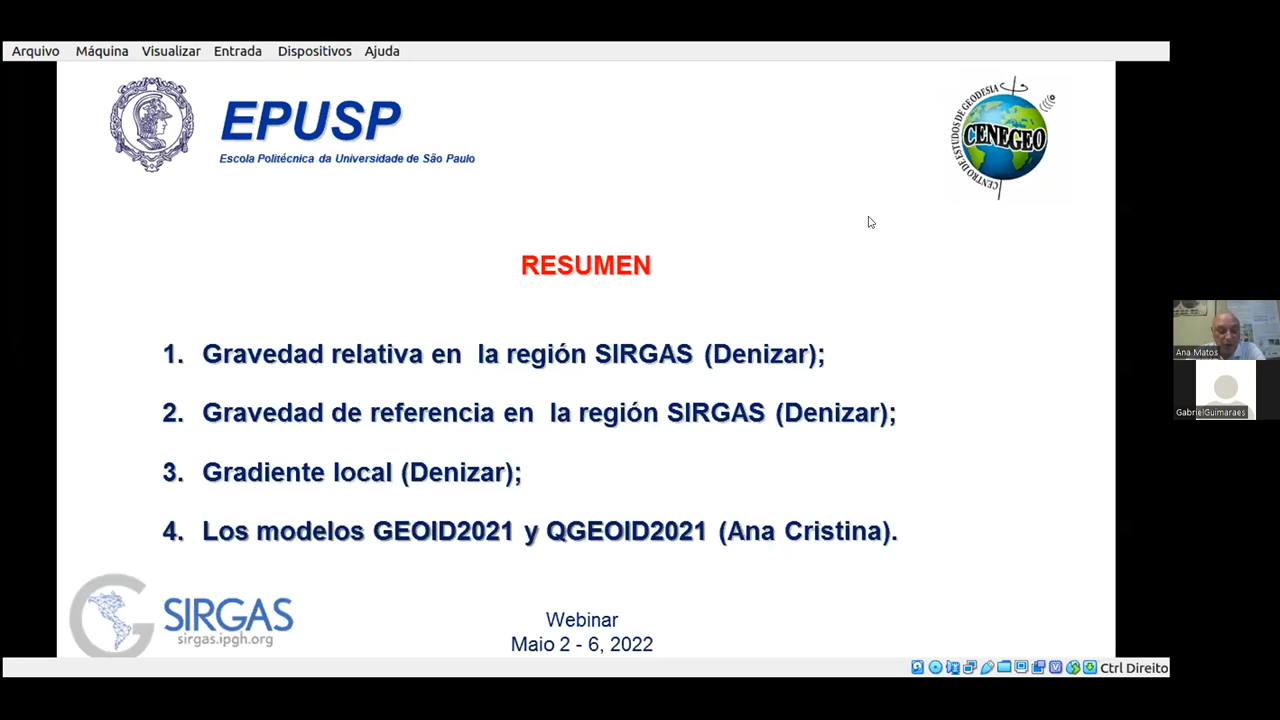 Arquivo Máquina Visualizar Entrada Dispositivos Ajuda
EPUSP
Escola Politécnica da Universidade de São Paulo
CENTRO DE ESTUDOS DE GEODESIA
CENEGEO
RESUMEN
1. Gravedad relativa en la región SIRGAS (Denizar);
2. Gravedad de referencia en la región SIRGAS (Denizar);
3. Gradiente local (Denizar);
4. Los modelos GEOID2021 y QGEOID2021 (Ana Cristina).
SIRGAS
sirgas.ipgh.org
Webinar
Maio 2 - 6, 2022
Ctrl Direito
Ana Matos
GabrielGuimaraes